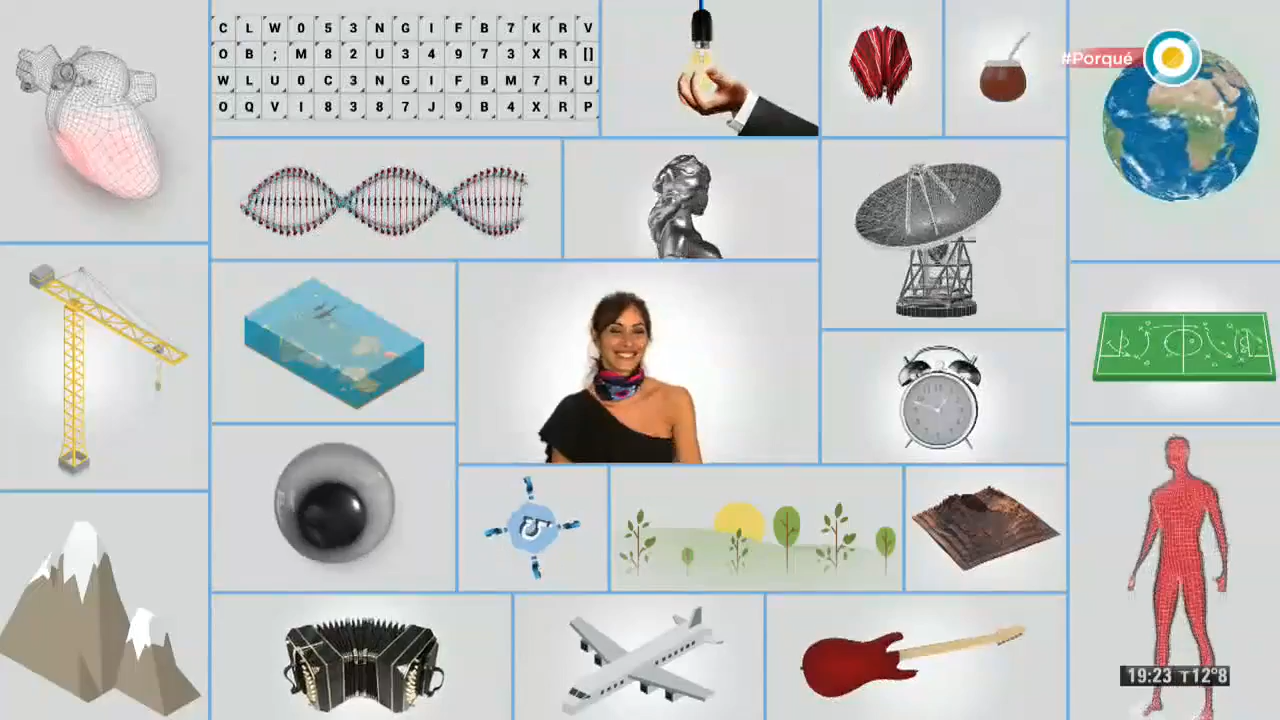 C L W 0 5 3 N G I F B 7 K R V
O B ; M 8 2 U 3 4 9 7 3 X R []
W L U 0 C 3 N G I F B M 7 R U
O Q V I 8 3 8 7 J 9 B 4 X R P
#Porqué
19:23 T12°8